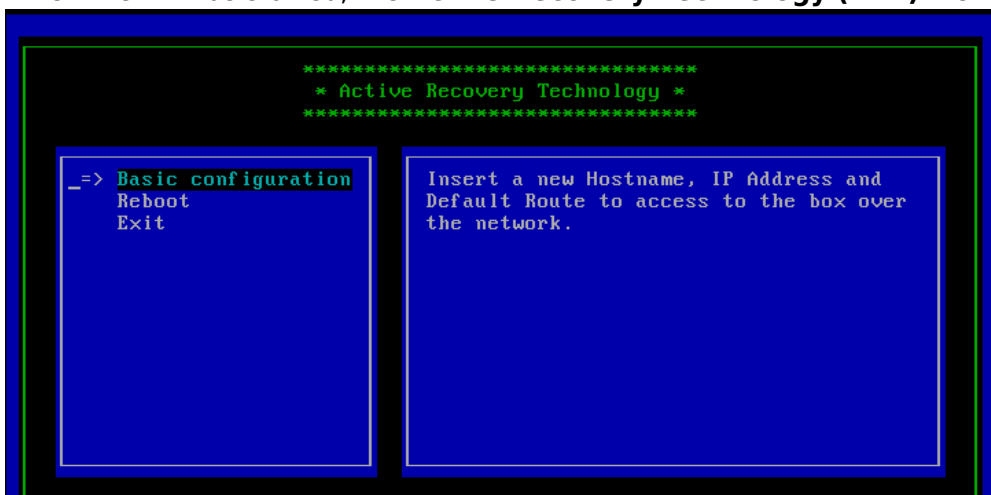 ********************************
* Active Recovery Technology *
********************************
_=> Basic configuration
Reboot
Exit
Insert a new Hostname, IP Address and
Default Route to access to the box over
the network.